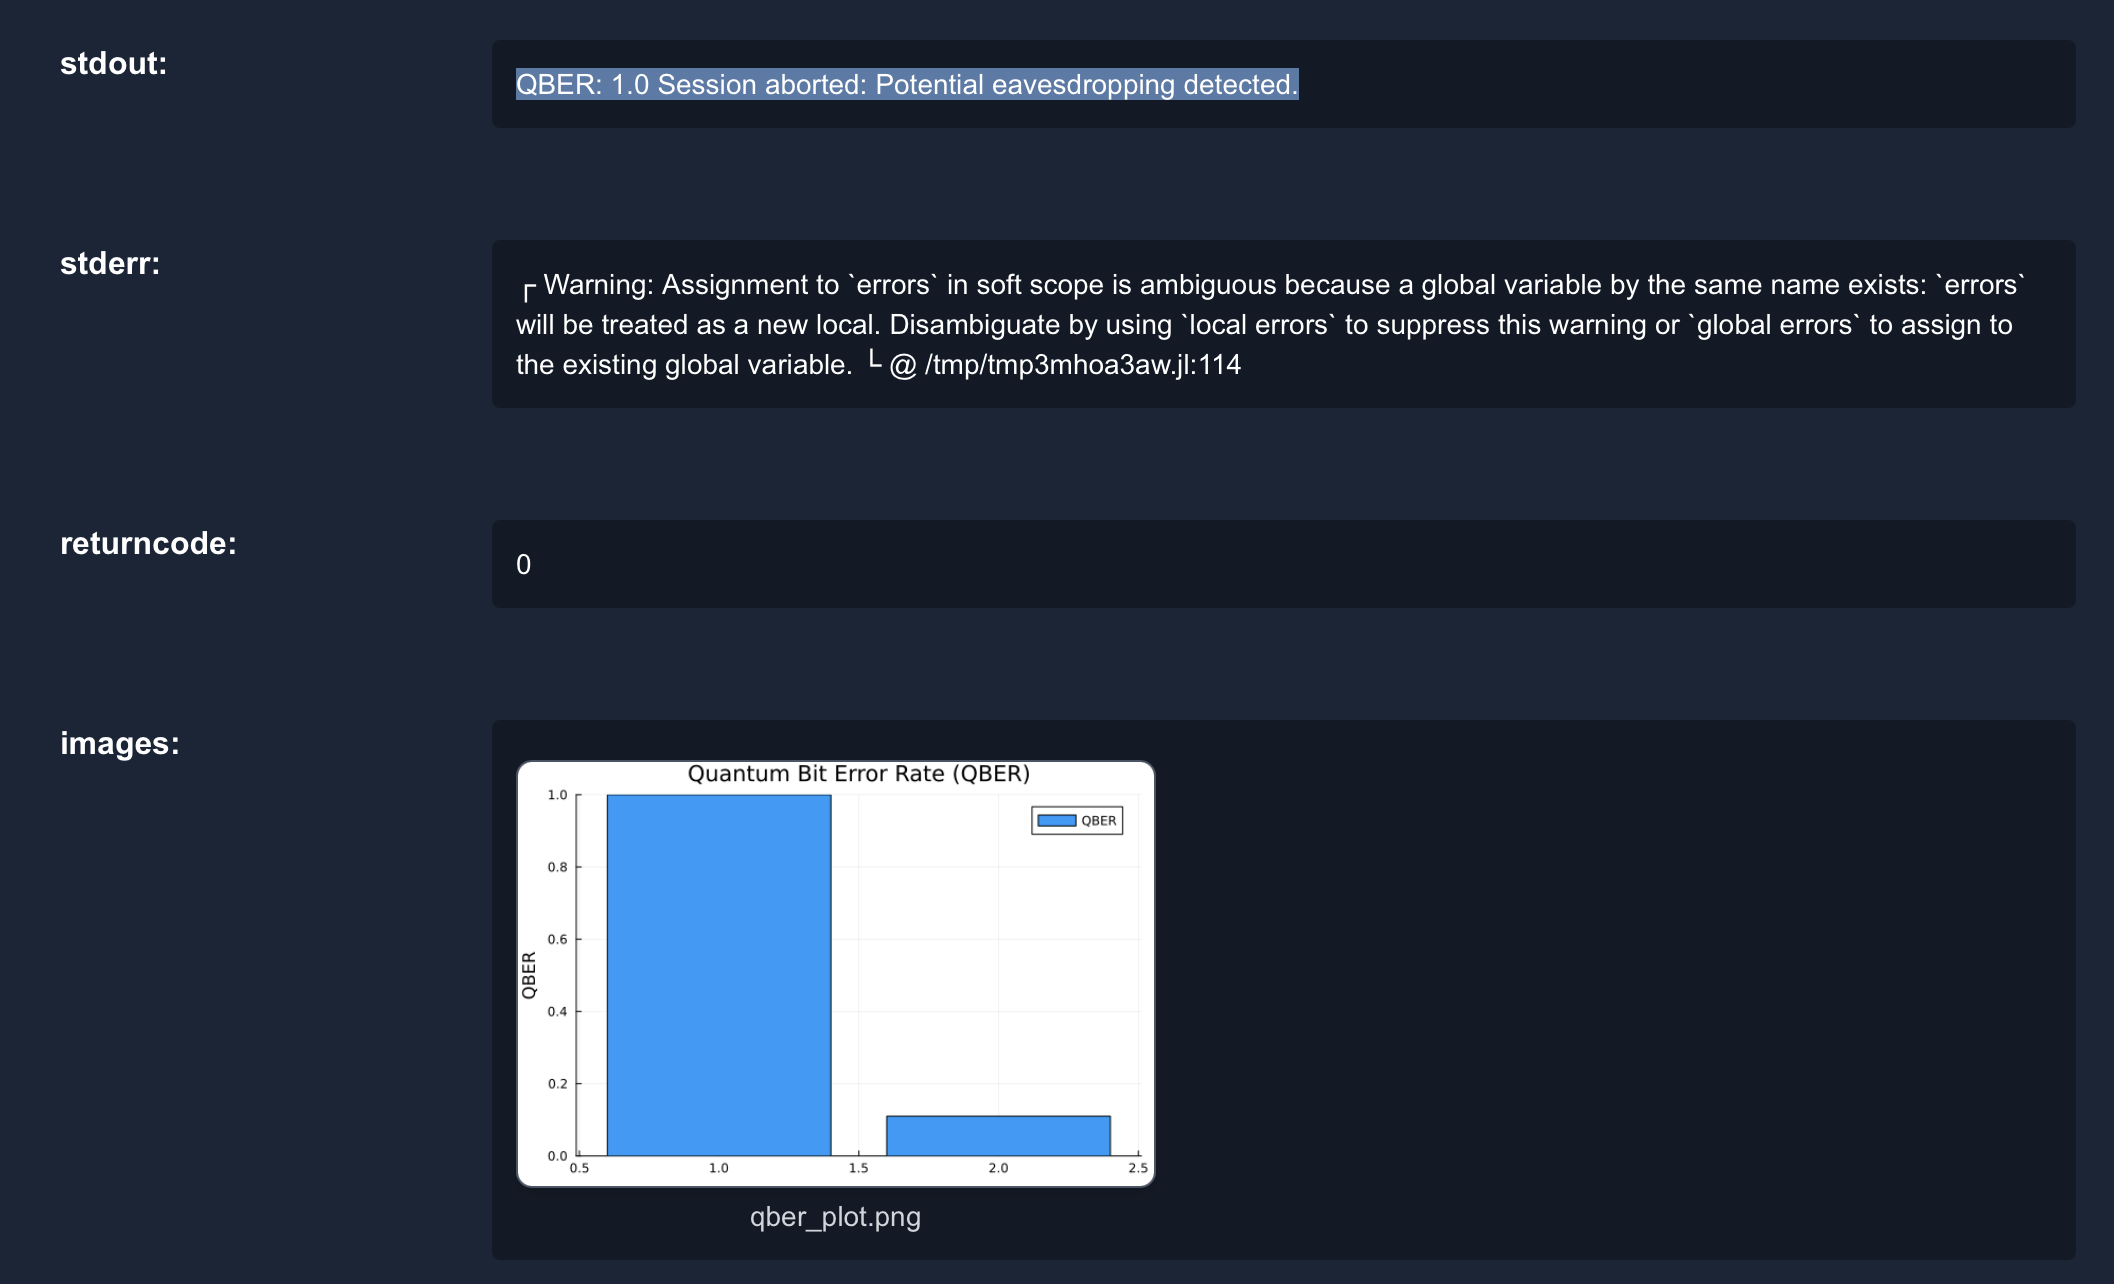 stdout:
QBER: 1.0 Session aborted: Potential eavesdropping detected.
stderr:
┌ Warning: Assignment to `errors` in soft scope is ambiguous because a global variable by the same name exists: `errors`
will be treated as a new local. Disambiguate by using `local errors` to suppress this warning or `global errors` to assign to
the existing global variable. └ @ /tmp/tmp3mhoa3aw.jl:114
returncode:
0
images:
Quantum Bit Error Rate (QBER)
QBER
1.0
0.8
0.6
0.4
0.2
0.0
QBER
0.5 1.0 1.5 2.0 2.5
qber_plot.png